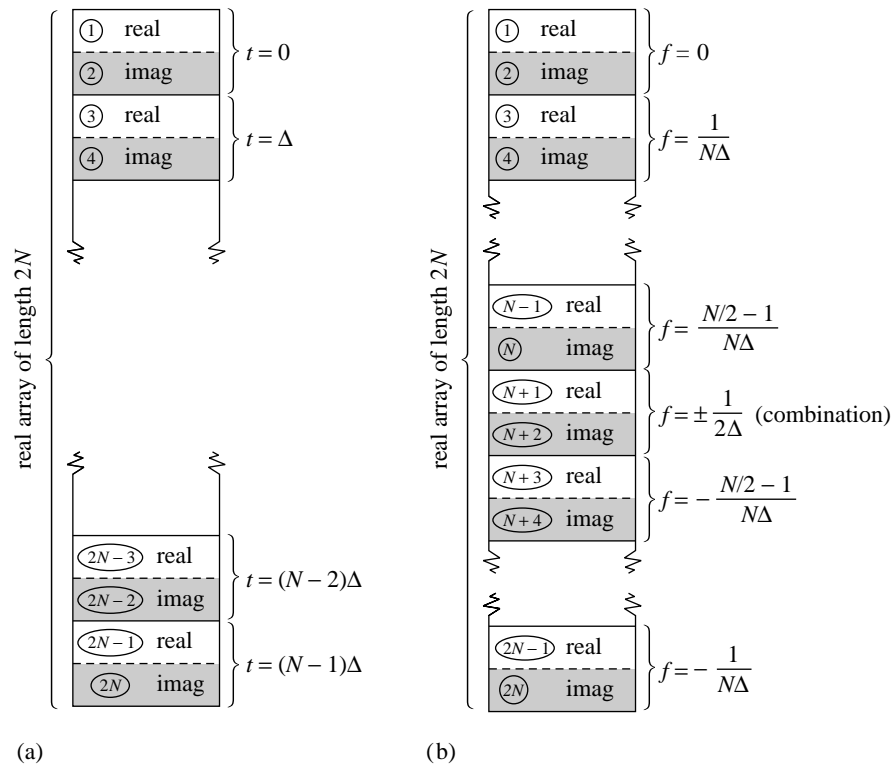 real array of length 2N
1 real
2 imag
t = 0
3 real
4 imag
t = Δ
2N − 3 real
2N − 2 imag
t = (N − 2)Δ
2N − 1 real
2N imag
t = (N − 1)Δ
(a)
real array of length 2N
1 real
2 imag
f = 0
3 real
4 imag
f = 1/NΔ
N − 1 real
N imag
f = N/2 − 1/NΔ
N + 1 real
N + 2 imag
f = ± 1/2Δ (combination)
N + 3 real
N + 4 imag
f = − N/2 − 1/NΔ
2N − 1 real
2N imag
f = − 1/NΔ
(b)